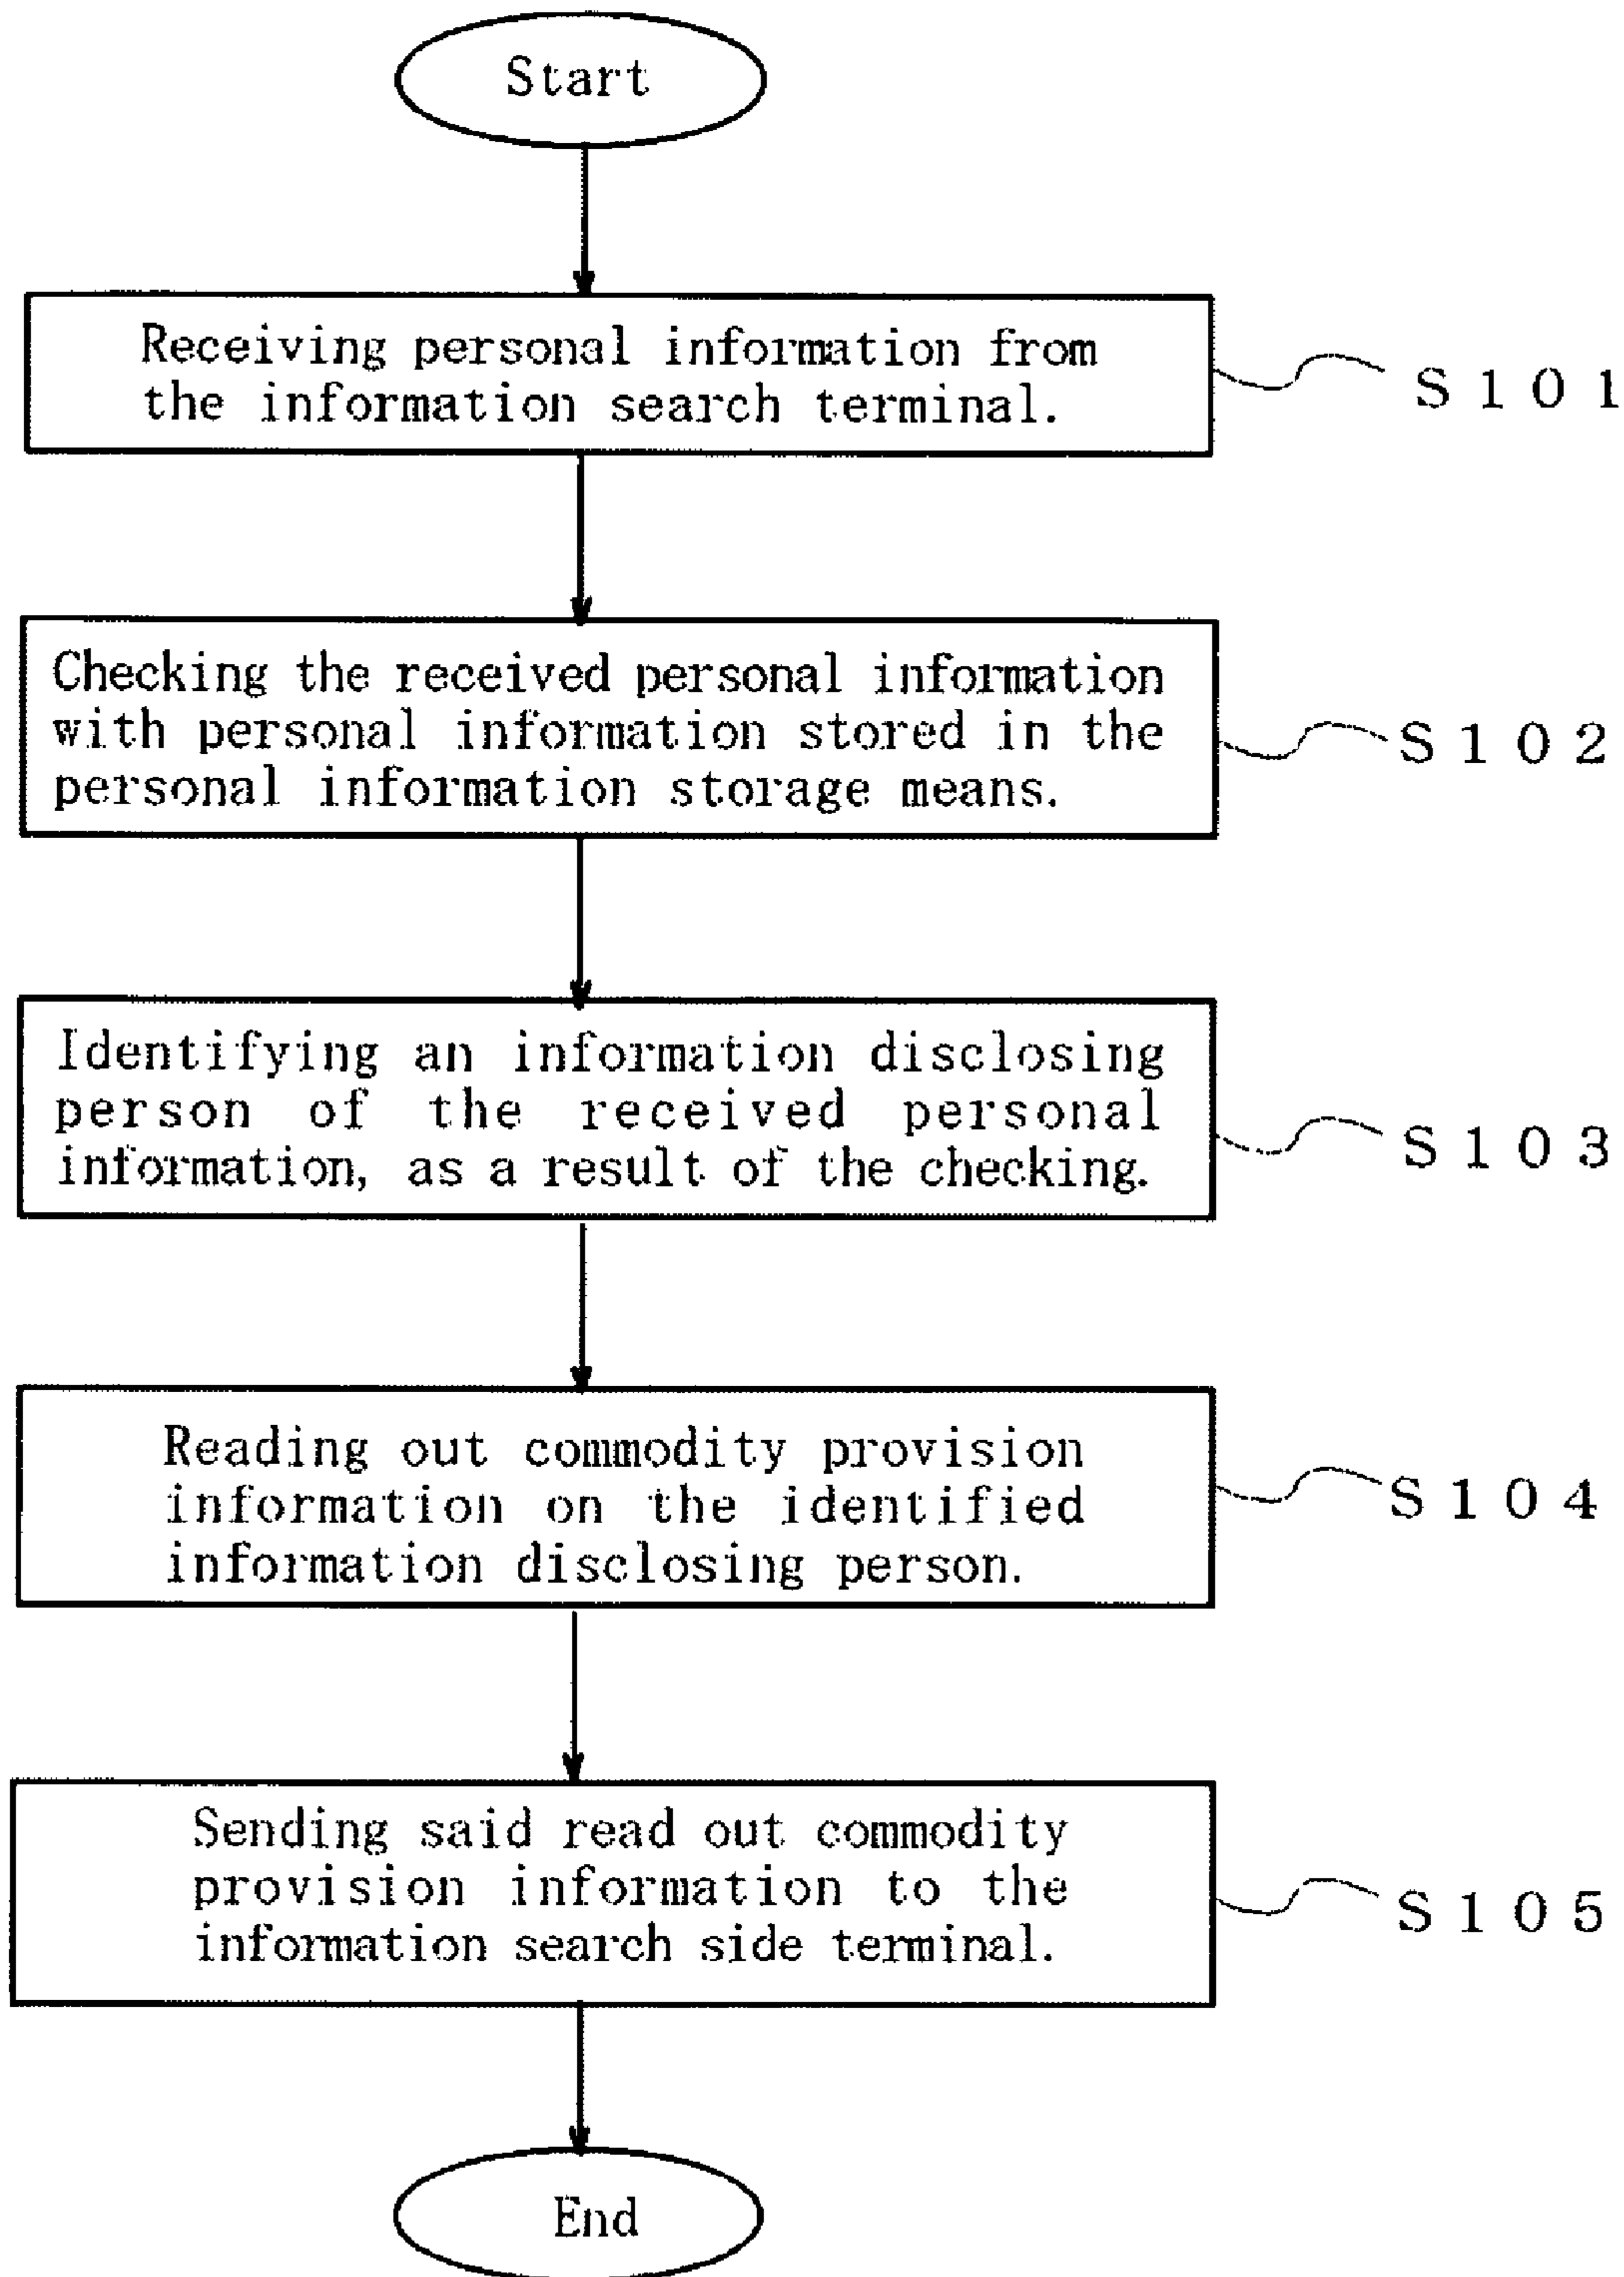 Start
Receiving personal information from
the information search terminal.
S101
Checking the received personal information
with personal information stored in the
personal information storage means.
S102
Identifying an information disclosing
person of the received personal
information, as a result of the checking.
S103
Reading out commodity provision
information on the identified
information disclosing person.
S104
Sending said read out commodity
provision information to the
information search side terminal.
S105
End